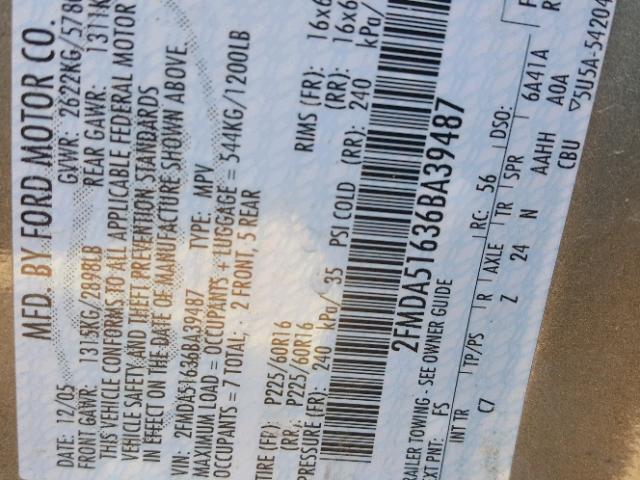 MFD. BY FORD MOTOR CO.
DATE: 12/05 GVWR: 2622KG/578
FRONT GAWR: 1315KG/2898LB REAR GAWR: 1311K
THIS VEHICLE CONFORMS TO ALL APPLICABLE FEDERAL MOTOR
VEHICLE SAFETY AND THEFT PREVENTION STANDARDS
IN EFFECT ON THE DATE OF MANUFACTURE SHOWN ABOVE.
VIN: 2FMDA51636BA39487 TYPE: MPV
MAXIMUM LOAD = OCCUPANTS + LUGGAGE = 544KG/1200LB
OCCUPANTS = 7 TOTAL; 2 FRONT, 5 REAR
TIRE (FR): P225/60R16 RIMS (FR): 16x6
(RR): P225/60R16 (RR): 16x6
PRESSURE (FR): 240 kPa/ 35 PSI COLD (RR): 240 kPa/
2FMDA51636BA39487
RAILER TOWING - SEE OWNER GUIDE
EXT PNT: FS RC: 56 DSO:
INT TR TP/PS R AXLE TR SPR 6A41A
C7 Z 24 N AAHH AOA
CBU ▽5U5A-54204